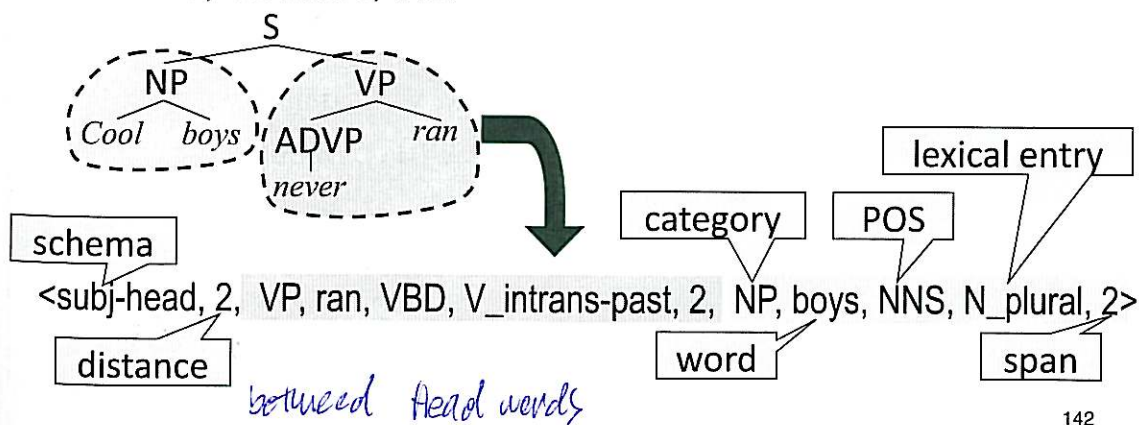 S
NP VP
Cool boys ADVP ran
never
lexical entry
category POS
schema
<subj-head, 2, VP, ran, VBD, V_intrans-past, 2, NP, boys, NNS, N_plural, 2>
distance word span
botweed Head words
142